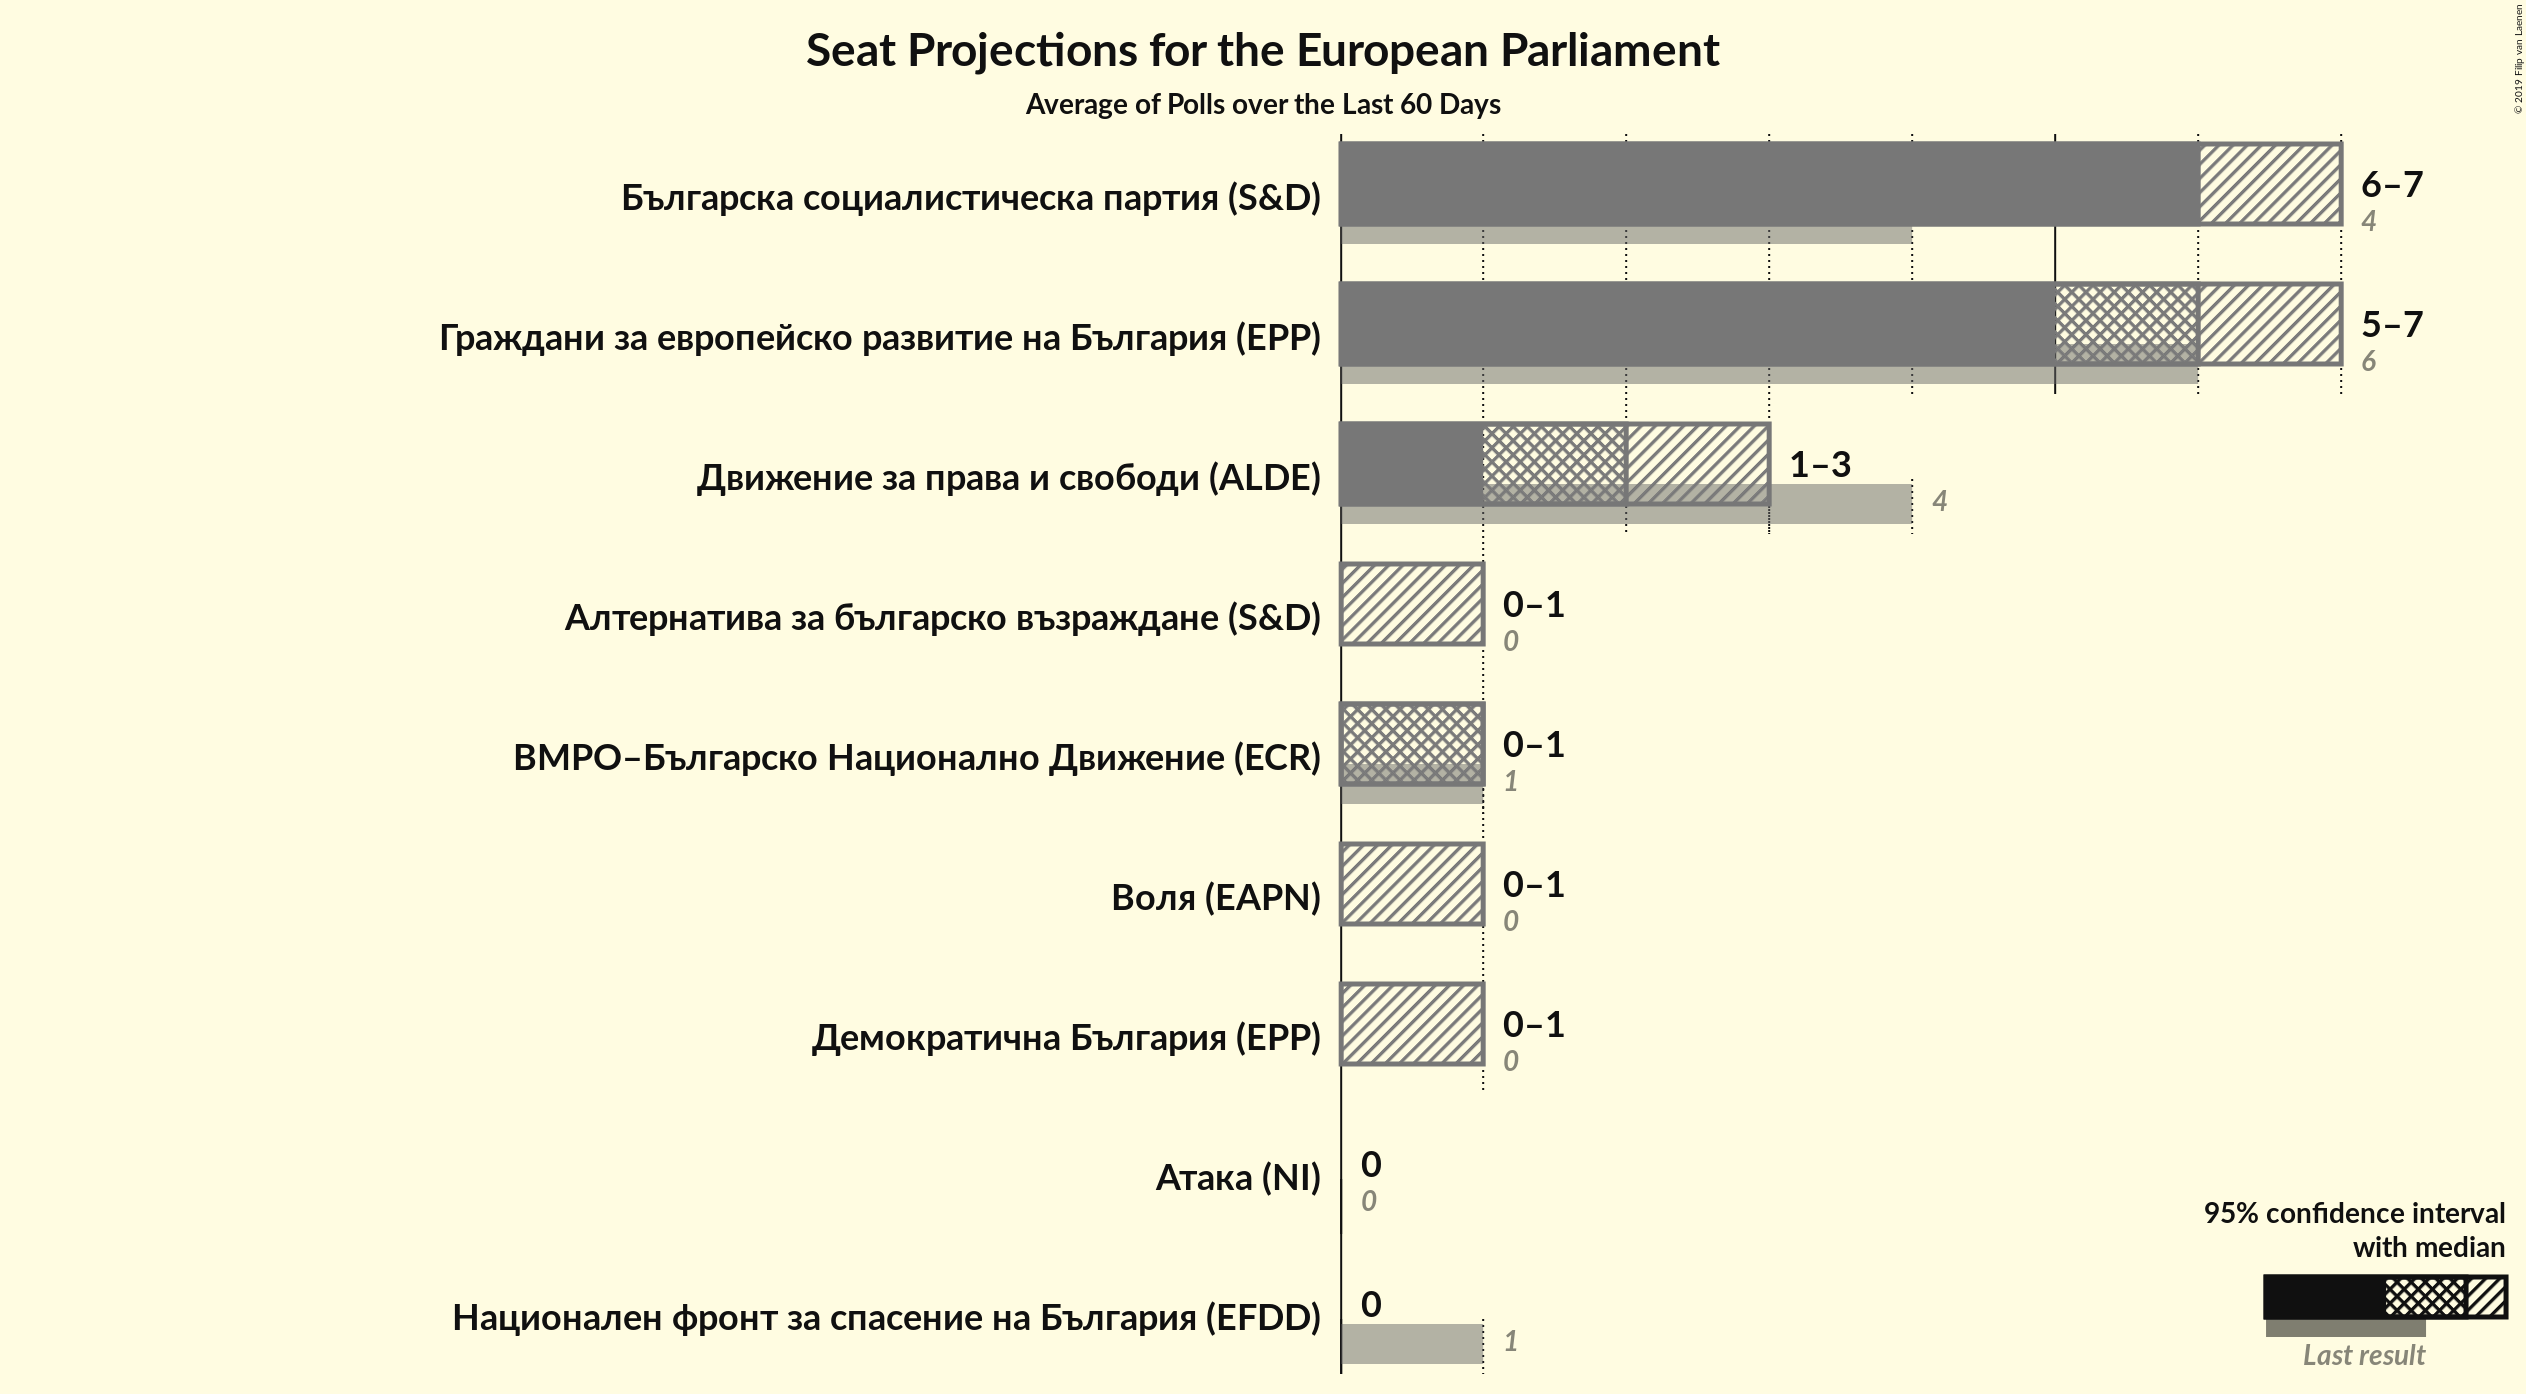 Seat Projections for the European Parliament
Average of Polls over the Last 60 Days
© 2019 Filip van Laenen
Българска социалистическа партия (S&D)
6–7
4
Граждани за европейско развитие на България (EPP)
5–7
6
Движение за права и свободи (ALDE)
1–3
4
Алтернатива за българско възраждане (S&D)
0–1
0
ВМРО–Българско Национално Движение (ECR)
0–1
1
Воля (EAPN)
0–1
0
Демократична България (EPP)
0–1
0
Атака (NI)
0
0
Национален фронт за спасение на България (EFDD)
0
1
95% confidence interval
with median
Last result